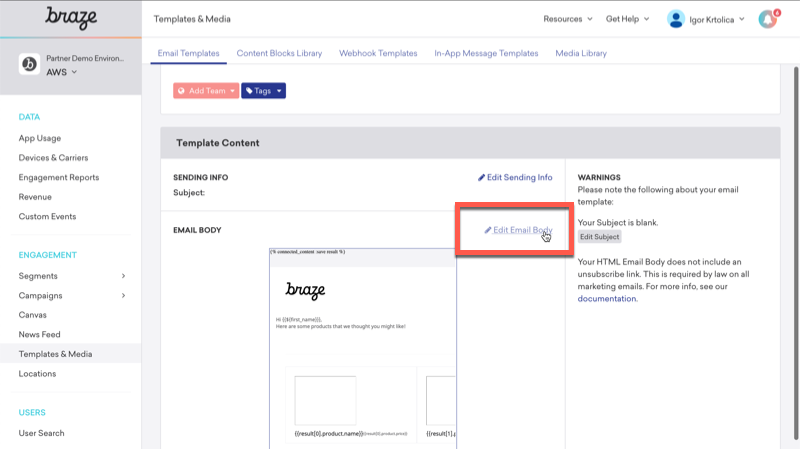 braze
Templates & Media
Resources
Get Help
Igor Krtolica
6
Partner Demo Environ...
AWS
Email Templates
Content Blocks Library
Webhook Templates
In-App Message Templates
Media Library
DATA
App Usage
Devices & Carriers
Engagement Reports
Revenue
Custom Events
ENGAGEMENT
Segments
Campaigns
Canvas
News Feed
Templates & Media
Locations
USERS
User Search
Add Team
Tags
Template Content
SENDING INFO
Edit Sending Info
Subject:
EMAIL BODY
Edit Email Body
{% connected_content save result %}
braze
Hi {{${first_name}}},
Here are some products that we thought you might like!
{{result[0].product.name}}{{result[0].product.price}}
{{result[1].p
WARNINGS
Please note the following about your email
template:
Your Subject is blank.
Edit Subject
Your HTML Email Body does not include an
unsubscribe link. This is required by law on all
marketing emails. For more info, see our
documentation.